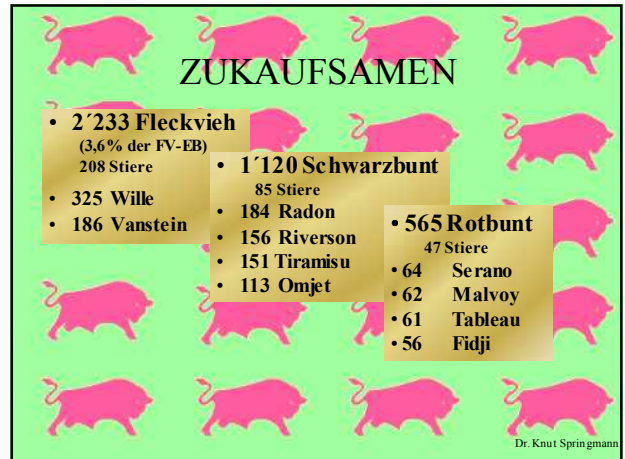 ZUKAUFSAMEN
• 2´233 Fleckvieh
(3,6% der FV-EB)
208 Stiere
• 325 Wille
• 186 Vanstein
• 1´120 Schwarzbunt
85 Stiere
• 184 Radon
• 156 Riverson
• 151 Tiramisu
• 113 Omjet
• 565 Rotbunt
47 Stiere
• 64 Serano
• 62 Malvoy
• 61 Tableau
• 56 Fidji
Dr. Knut Springmann